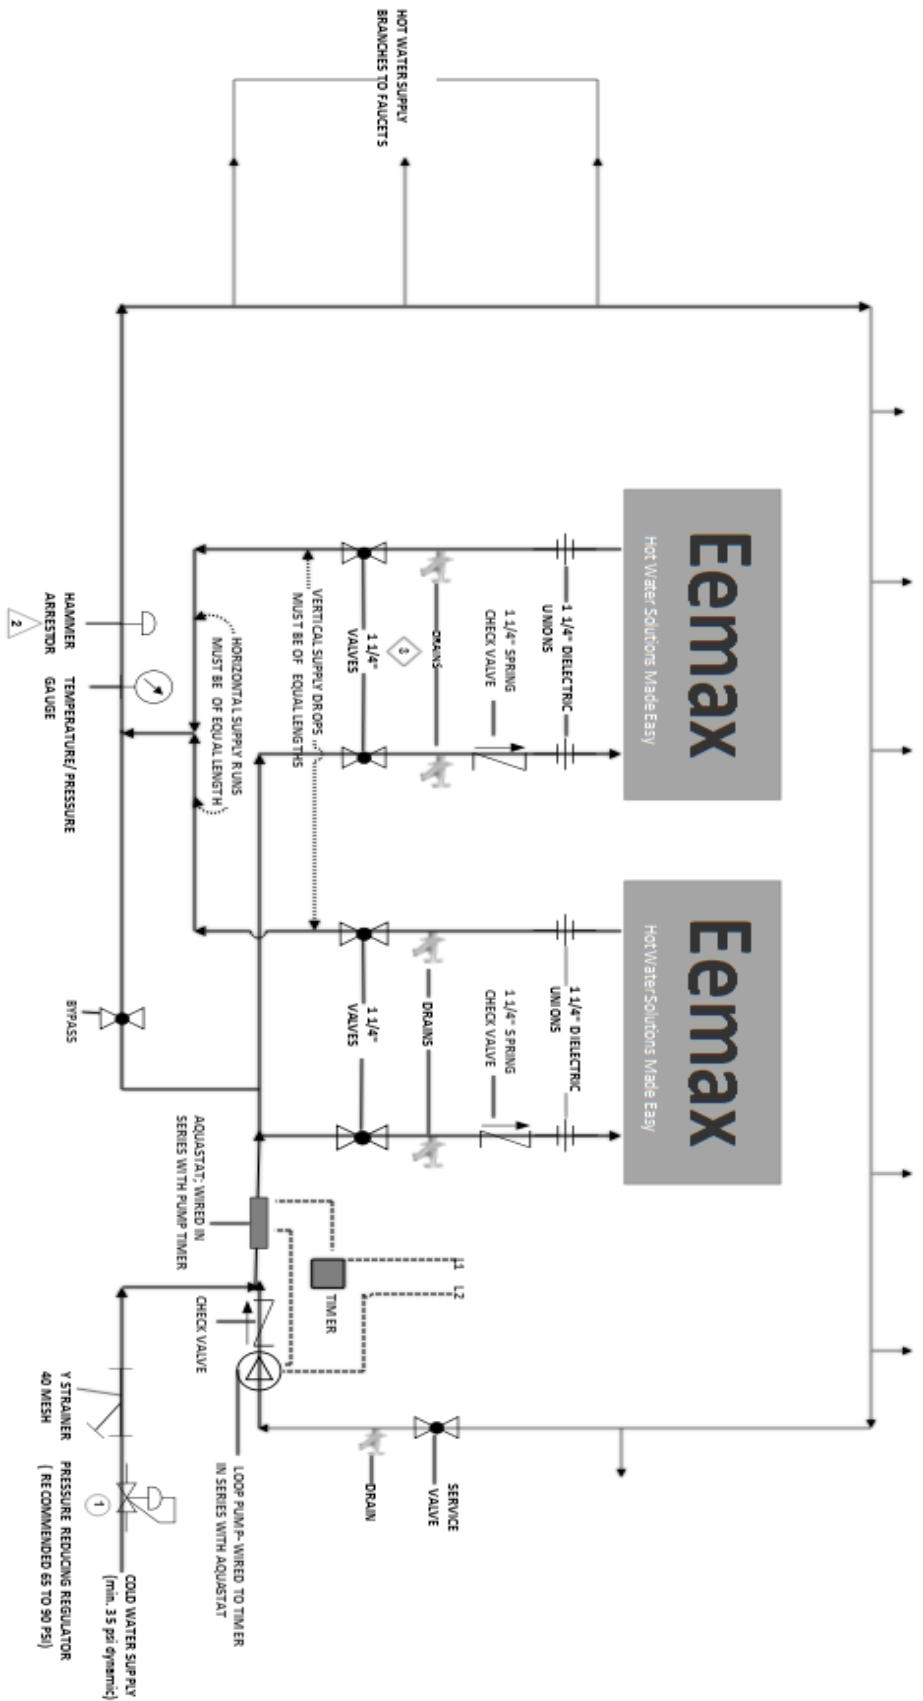 HOT WATER SUPPLY
BRANCHES TO FAUCETS
Eemax
Hot Water Solutions Made Easy
Eemax
Hot Water Solutions Made Easy
1 1/4" DIELECTRIC
UNIONS
1 1/4" SPRING
CHECK VALVE
DRAINS
3
1 1/4"
VALVES
VERTICAL SUPPLY DROPS
MUST BE OF EQUAL LENGTHS
HORIZONTAL SUPPLY RUNS
MUST BE OF EQUAL LENGTH
HAMMER
ARRESTOR
2
TEMPERATURE/ PRESSURE
GAUGE
1 1/4" DIELECTRIC
UNIONS
1 1/4" SPRING
CHECK VALVE
DRAINS
1 1/4"
VALVES
BYPASS
AQUASTAT; WIRED IN
SERIES WITH PUMP TIMER
L1
L2
TIMER
CHECK VALVE
LOOP PUMP- WIRED TO TIMER
IN SERIES WITH AQUASTAT
SERVICE
VALVE
DRAIN
Y STRAINER
40 MESH
1
PRESSURE REDUCING REGULATOR
( RECOMMENDED 65 TO 90 PSI)
COLD WATER SUPPLY
(min. 35 psi dynamic)